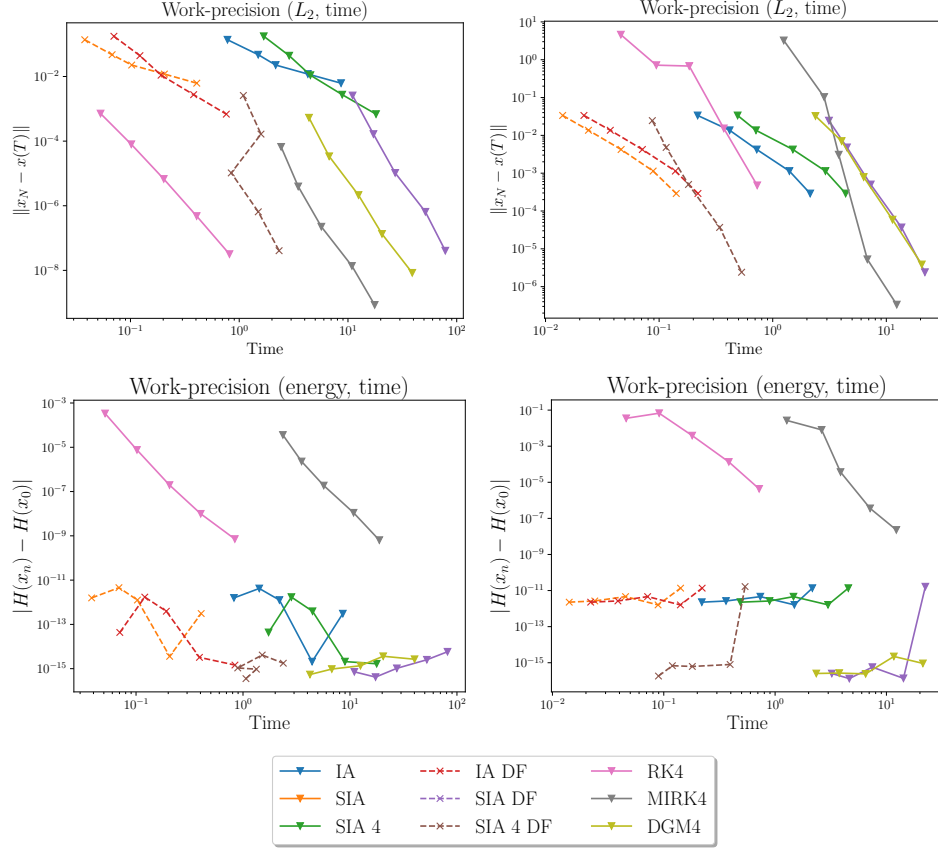 Work-precision ($L_2$, time)
$\|x_N - x(T)\|$
$10^{-2}$
$10^{-4}$
$10^{-6}$
$10^{-8}$
$10^{-1}$ $10^0$ $10^1$ $10^2$
Time
Work-precision ($L_2$, time)
$\|x_N - x(T)\|$
$10^1$
$10^0$
$10^{-1}$
$10^{-2}$
$10^{-3}$
$10^{-4}$
$10^{-5}$
$10^{-6}$
$10^{-2}$ $10^{-1}$ $10^0$ $10^1$
Time
Work-precision (energy, time)
$|H(x_n) - H(x_0)|$
$10^{-3}$
$10^{-5}$
$10^{-7}$
$10^{-9}$
$10^{-11}$
$10^{-13}$
$10^{-15}$
$10^{-1}$ $10^0$ $10^1$ $10^2$
Time
Work-precision (energy, time)
$|H(x_n) - H(x_0)|$
$10^{-1}$
$10^{-3}$
$10^{-5}$
$10^{-7}$
$10^{-9}$
$10^{-11}$
$10^{-13}$
$10^{-15}$
$10^{-2}$ $10^{-1}$ $10^0$ $10^1$
Time
IA IA DF RK4
SIA SIA DF MIRK4
SIA 4 SIA 4 DF DGM4